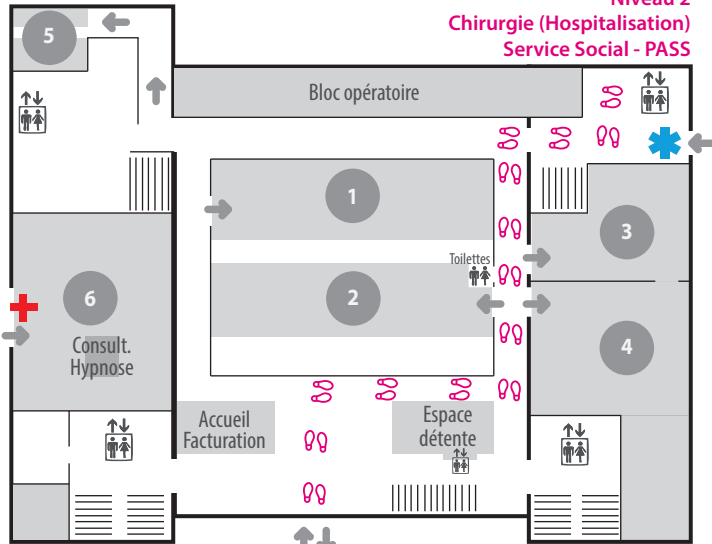 Niveau 2
Chirurgie (Hospitalisation)
Service Social - PASS
5
Bloc opératoire
1
3
Toilettes
2
6
4
Consult.
Hypnose
Accueil
Facturation
Espace
détente